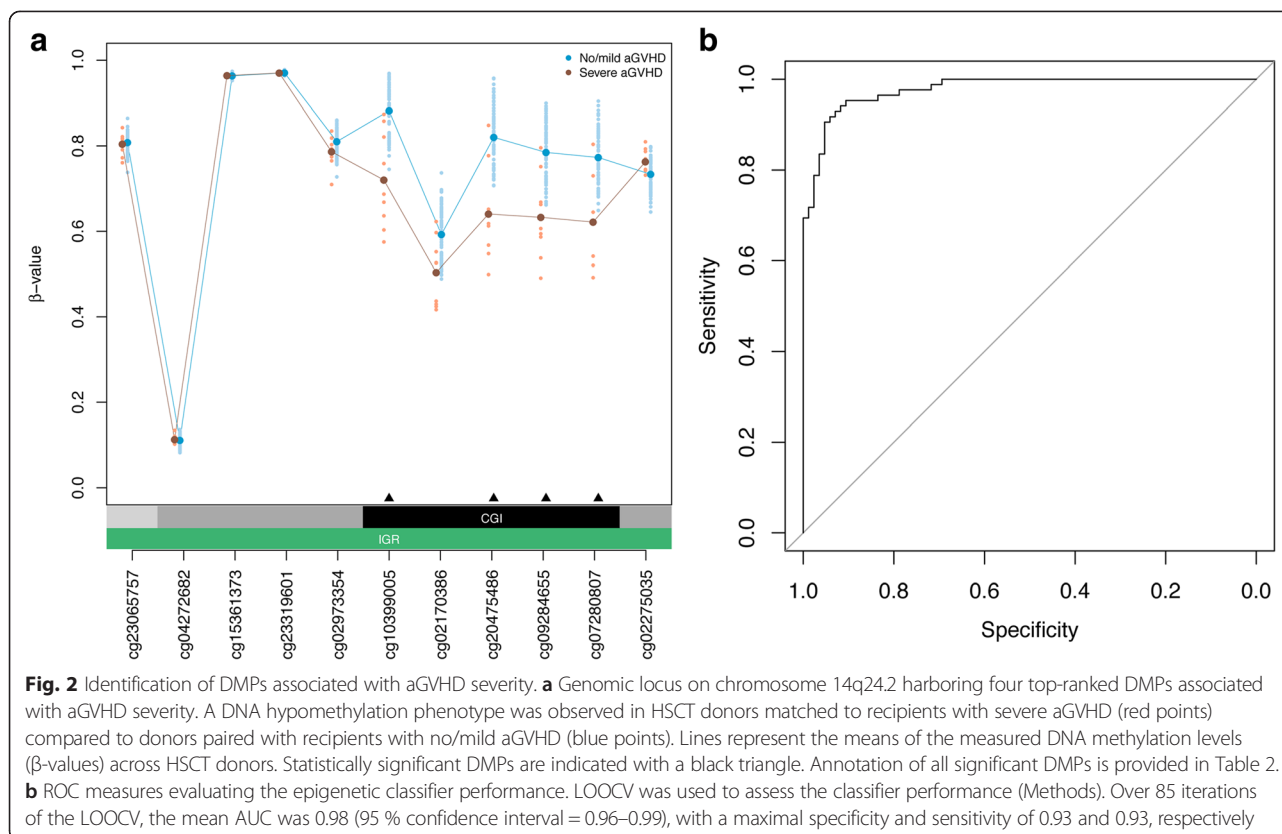 a
1.0
0.8
0.6
0.4
0.2
0.0
β-value
No/mild aGVHD
Severe aGVHD
CGI
IGR
cg23065757
cg04272682
cg15361373
cg23319601
cg02973354
cg10399005
cg02170386
cg20475486
cg09284655
cg07280807
cg02275035
b
1.0
0.8
0.6
0.4
0.2
0.0
Sensitivity
1.0 0.8 0.6 0.4 0.2 0.0
Specificity
Fig. 2 Identification of DMPs associated with aGVHD severity. a Genomic locus on chromosome 14q24.2 harboring four top-ranked DMPs associated
with aGVHD severity. A DNA hypomethylation phenotype was observed in HSCT donors matched to recipients with severe aGVHD (red points)
compared to donors paired with recipients with no/mild aGVHD (blue points). Lines represent the means of the measured DNA methylation levels
(β-values) across HSCT donors. Statistically significant DMPs are indicated with a black triangle. Annotation of all significant DMPs is provided in Table 2.
b ROC measures evaluating the epigenetic classifier performance. LOOCV was used to assess the classifier performance (Methods). Over 85 iterations
of the LOOCV, the mean AUC was 0.98 (95 % confidence interval = 0.96–0.99), with a maximal specificity and sensitivity of 0.93 and 0.93, respectively